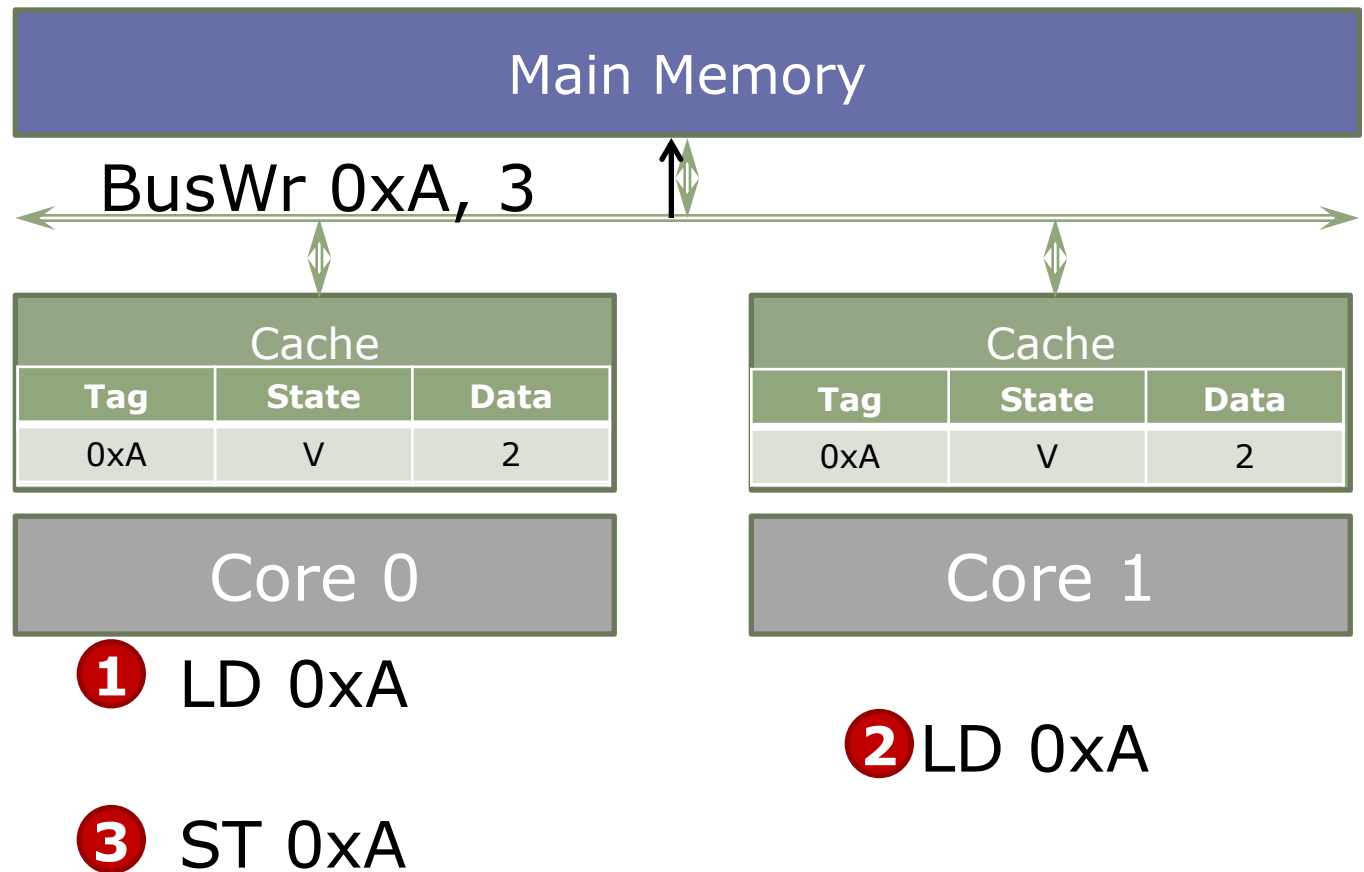 Main Memory
BusWr 0xA, 3
Cache
Tag State Data
0xA V 2
Cache
Tag State Data
0xA V 2
Core 0
Core 1
1 LD 0xA
2 LD 0xA
3 ST 0xA